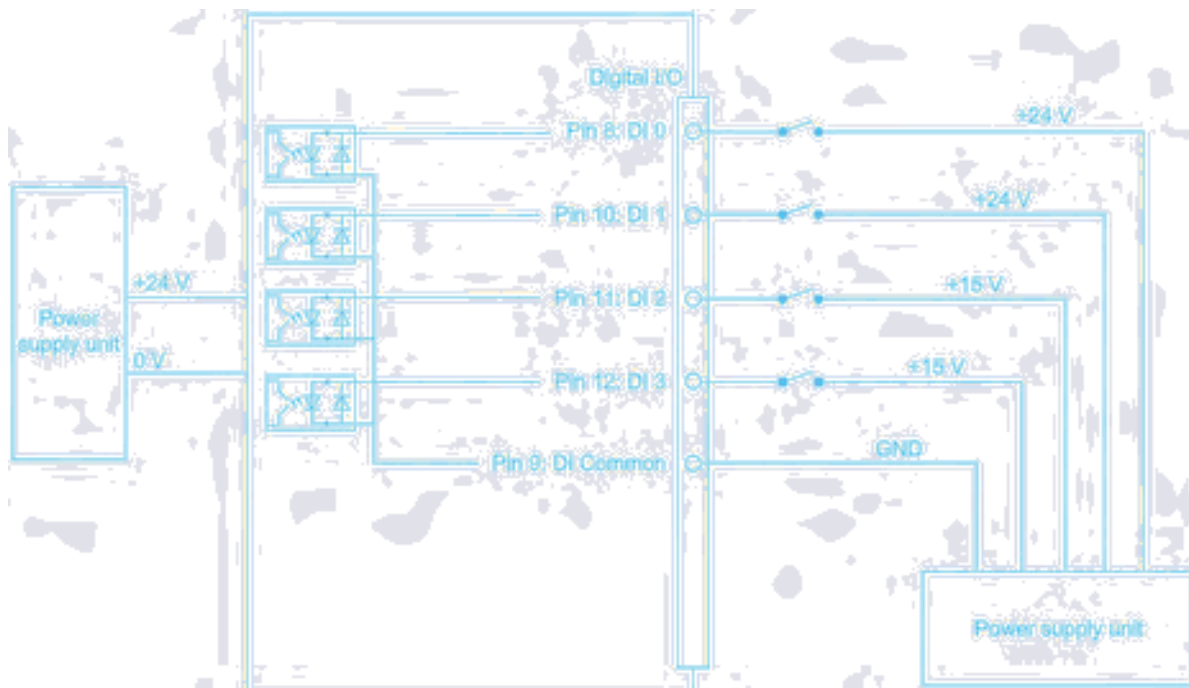 Digital I/O
Pin 8: DI 0
+24 V
Pin 10: DI 1
+24 V
+24 V
Pin 11: DI 2
+15 V
Power
supply unit
0 V
Pin 12: DI 3
+15 V
Pin 9: DI Common
GND
Power supply unit